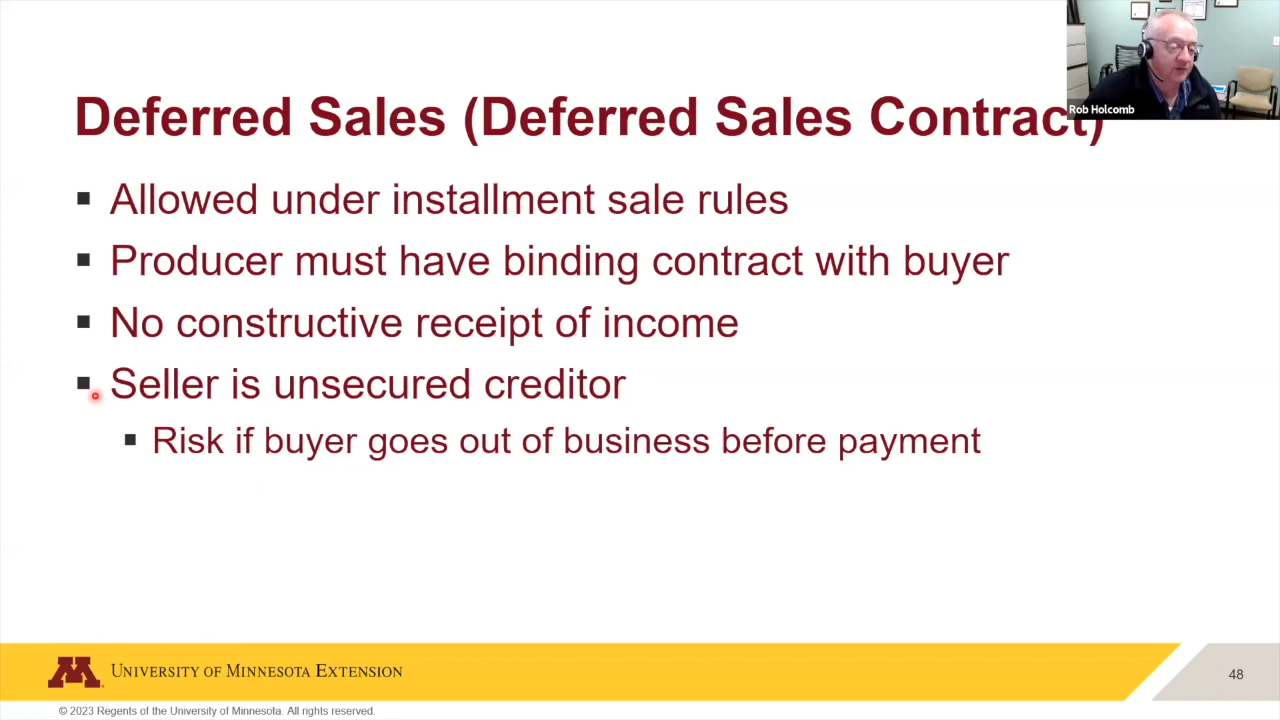 Rob Holcomb
Deferred Sales (Deferred Sales Contract)
Allowed under installment sale rules
Producer must have binding contract with buyer
No constructive receipt of income
Seller is unsecured creditor
Risk if buyer goes out of business before payment
M
UNIVERSITY OF MINNESOTA EXTENSION
48
© 2023 Regents of the University of Minnesota. All rights reserved.